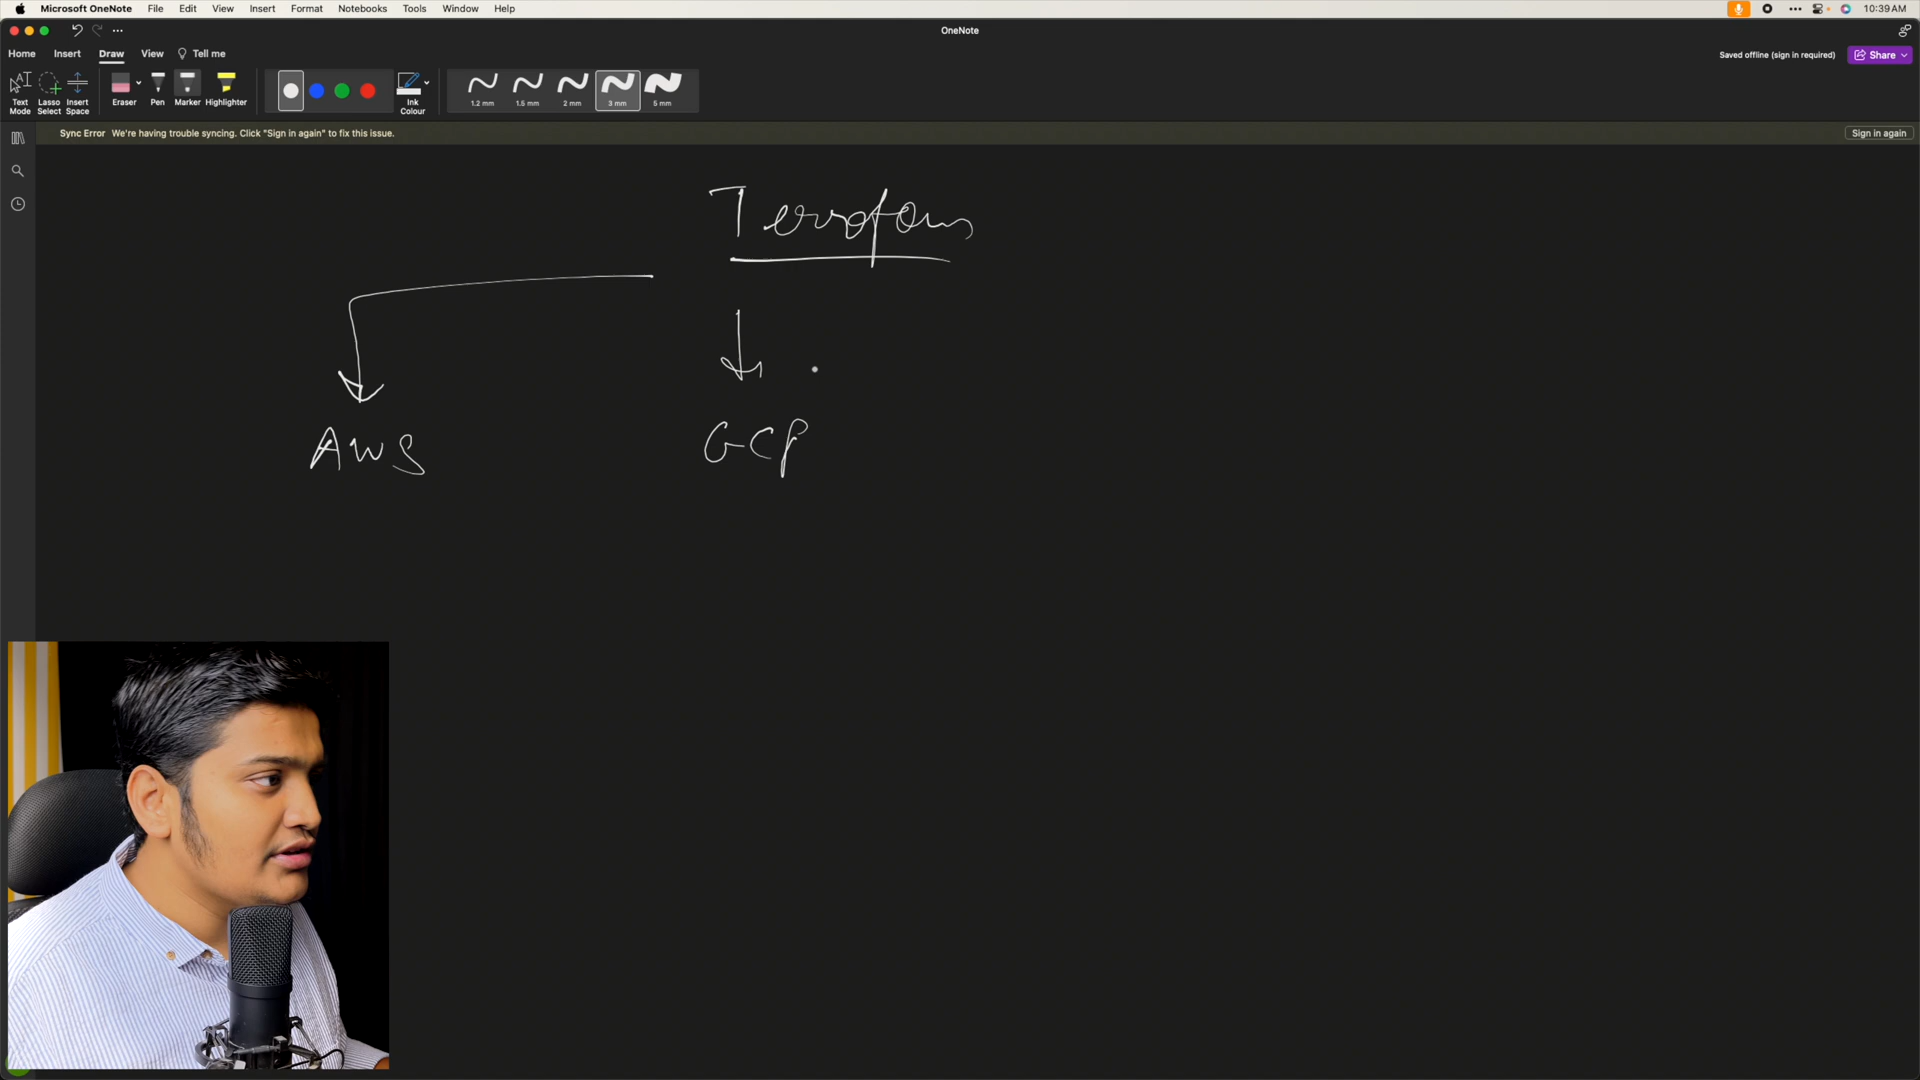 Microsoft OneNote File Edit View Insert Format Notebooks Tools Window Help 10:39 AM
OneNote
Home Insert Draw View Tell me
Saved offline (sign in required) Share
Text Mode
Lasso Select
Insert Space
Eraser
Pen
Marker
Highlighter
Ink Colour
1.2 mm
1.5 mm
2 mm
3 mm
5 mm
Sync Error We're having trouble syncing. Click "Sign in again" to fix this issue. Sign in again
Terraform
AWS GCP